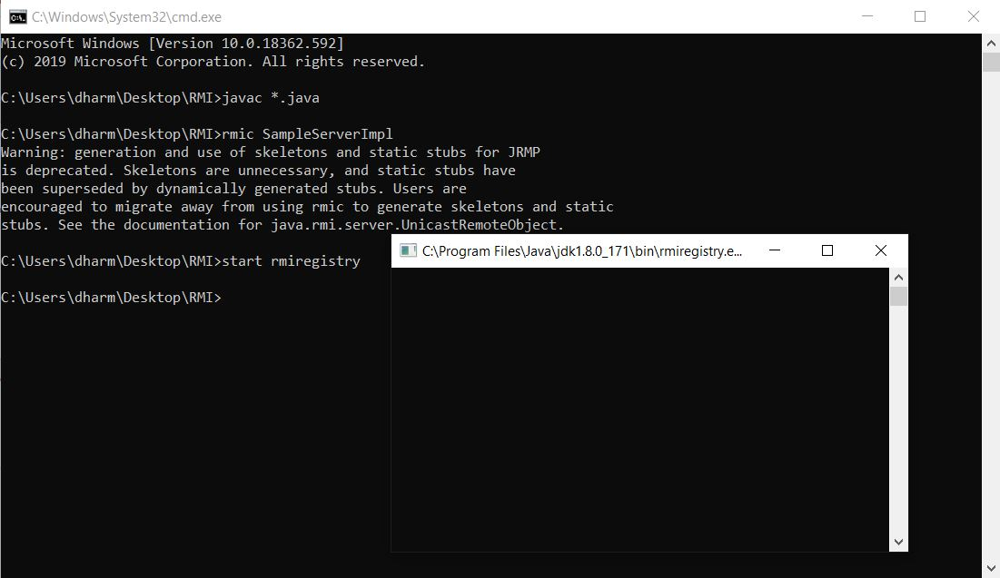 C:\Windows\System32\cmd.exe
Microsoft Windows [Version 10.0.18362.592]
(c) 2019 Microsoft Corporation. All rights reserved.
C:\Users\dharm\Desktop\RMI>javac *.java
C:\Users\dharm\Desktop\RMI>rmic SampleServerImpl
Warning: generation and use of skeletons and static stubs for JRMP
is deprecated. Skeletons are unnecessary, and static stubs have
been superseded by dynamically generated stubs. Users are
encouraged to migrate away from using rmic to generate skeletons and static
stubs. See the documentation for java.rmi.server.UnicastRemoteObject.
C:\Users\dharm\Desktop\RMI>start rmiregistry
C:\Users\dharm\Desktop\RMI>
C:\Program Files\Java\jdk1.8.0_171\bin\rmiregistry.e...